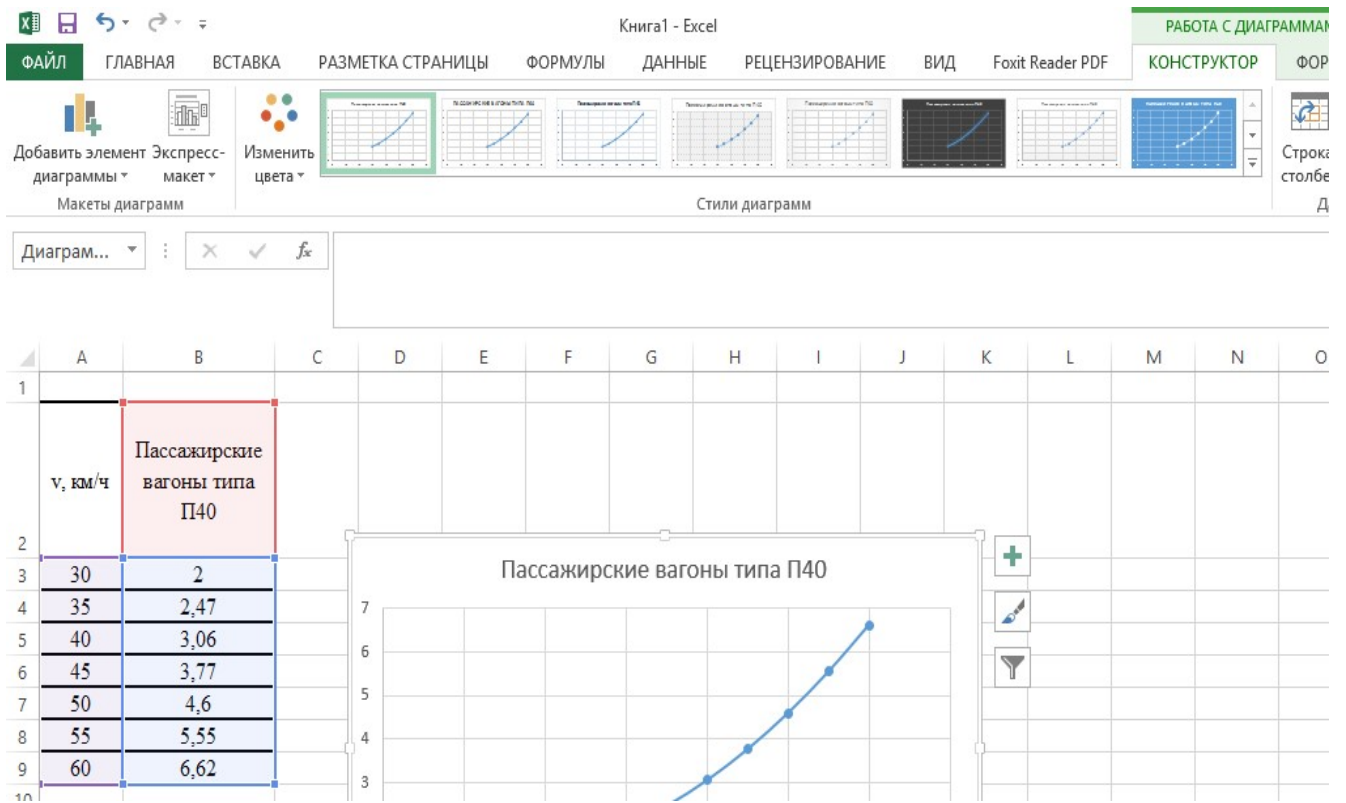 Книга1 - Excel
РАБОТА С ДИАГРАММАМ
ФАЙЛ ГЛАВНАЯ ВСТАВКА РАЗМЕТКА СТРАНИЦЫ ФОРМУЛЫ ДАННЫЕ РЕЦЕНЗИРОВАНИЕ ВИД Foxit Reader PDF КОНСТРУКТОР ФОР
Добавить элемент Экспресс- Изменить Строка
диаграммы макет цвета столбе
Макеты диаграмм Стили диаграмм Д
Диаграм... fx
A B C D E F G H I J K L M N O
1
Пассажирские
v, км/ч вагоны типа
П40
2
Пассажирские вагоны типа П40
3 30 2
4 35 2,47
5 40 3,06
6 45 3,77
7 50 4,6
8 55 5,55
9 60 6,62
10
7
6
5
4
3